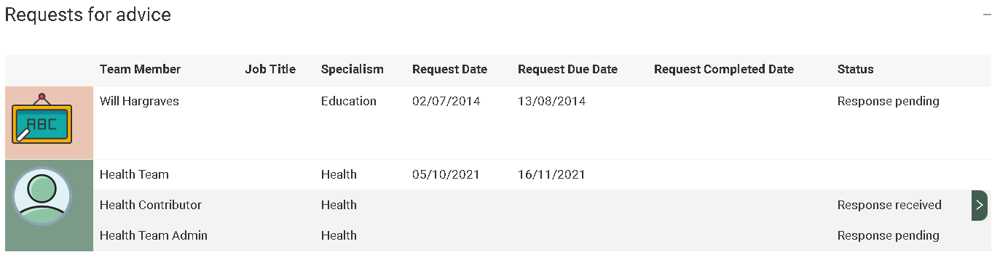 Requests for advice
Team Member Job Title Specialism Request Date Request Due Date Request Completed Date Status
ABC
Will Hargraves Education 02/07/2014 13/08/2014 Response pending
Health Team Health 05/10/2021 16/11/2021
Health Contributor Health Response received
Health Team Admin Health Response pending